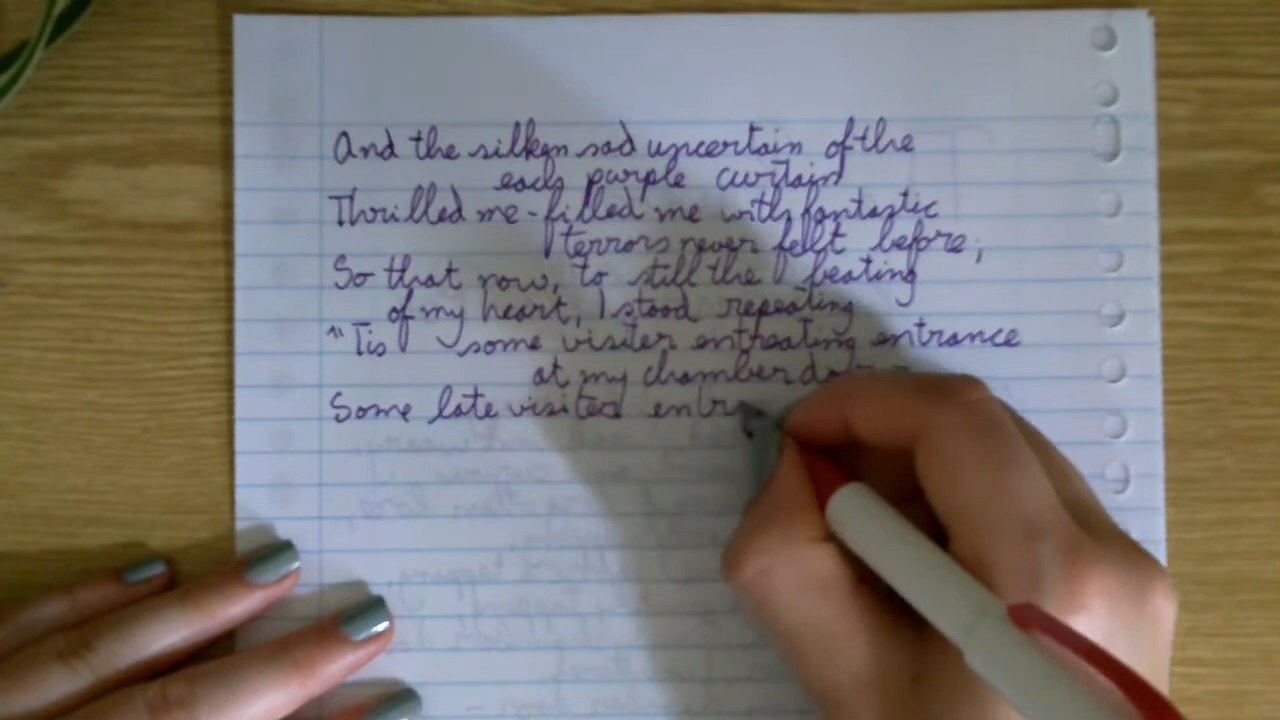 And the silken sad uncertain of the
each purple curtain
Thrilled me-filled me with fantastic
terrors never felt before;
So that now, to still the beating
of my heart, I stood repeating
"Tis some visiter entreating entrance
at my chamber
Some late visiter entr